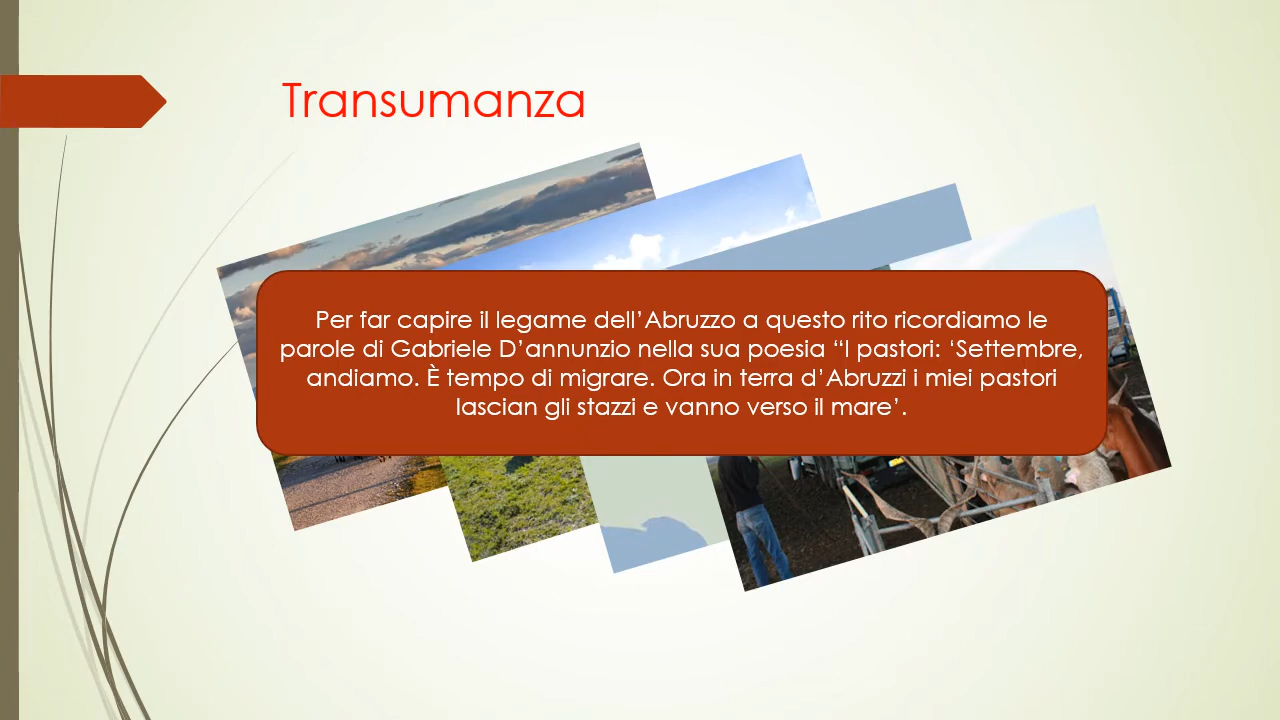 Transumanza
Per far capire il legame dell’Abruzzo a questo rito ricordiamo le
parole di Gabriele D’annunzio nella sua poesia “I pastori: ‘Settembre,
andiamo. È tempo di migrare. Ora in terra d’Abruzzi i miei pastori
lascian gli stazzi e vanno verso il mare’.